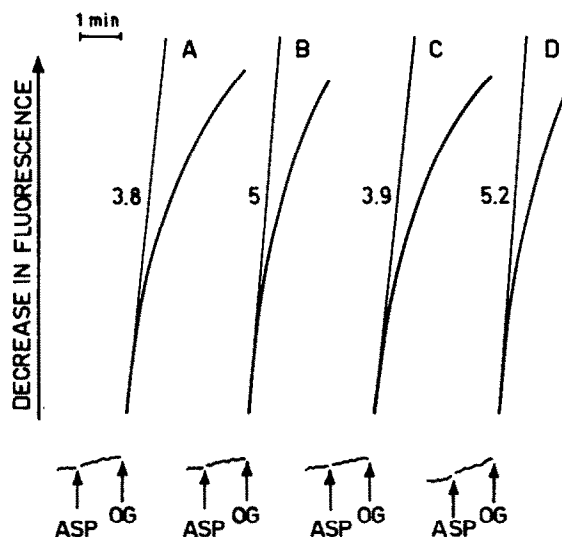 1 min
A
B
C
D
DECREASE IN FLUORESCENCE
3.8
5
3.9
5.2
ASP OG
ASP OG
ASP OG
ASP OG